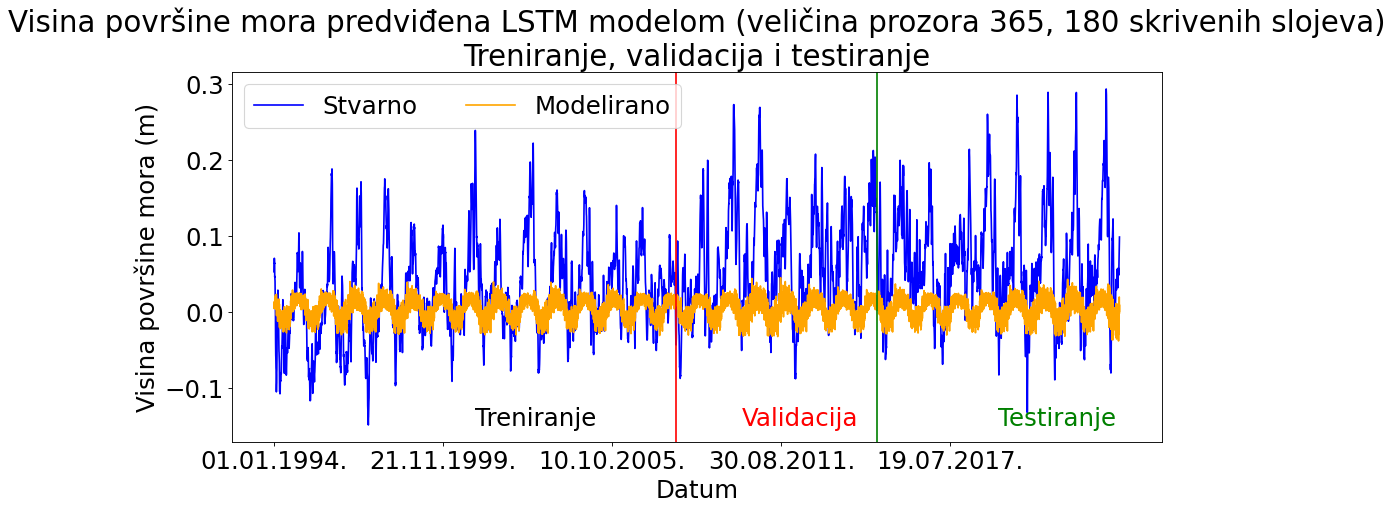 Visina površine mora predviđena LSTM modelom (veličina prozora 365, 180 skrivenih slojeva)
Treniranje, validacija i testiranje
Stvarno
Modelirano
Visina površine mora (m)
0.3
0.2
0.1
0.0
−0.1
Treniranje
Validacija
Testiranje
01.01.1994.
21.11.1999.
10.10.2005.
30.08.2011.
19.07.2017.
Datum